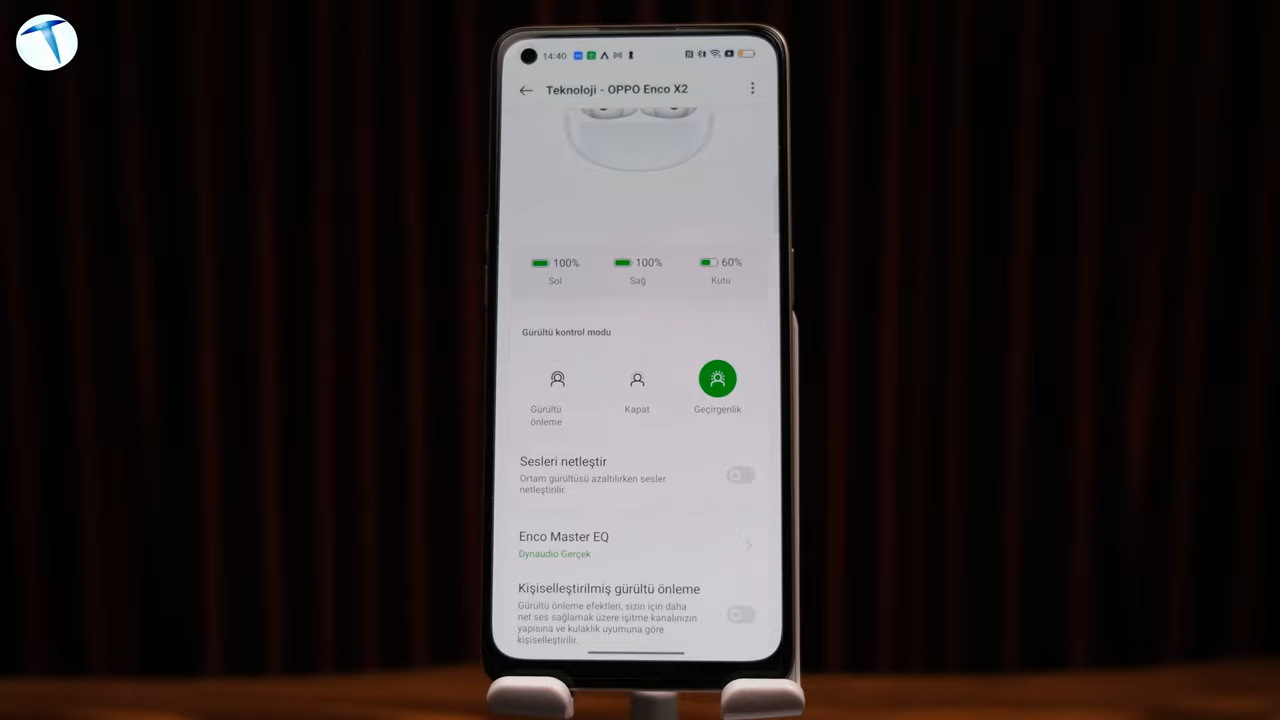 14:40
Teknoloji - OPPO Enco X2
100%
100%
60%
Sol
Sağ
Kutu
Gürültü kontrol modu
Gürültü
önleme
Kapat
Geçirgenlik
Sesleri netleştir
Ortam gürültüsü azaltılırken sesler
netleştirilir.
Enco Master EQ
Dynaudio Gerçek
Kişiselleştirilmiş gürültü önleme
Gürültü önleme efektleri, sizin için daha
net ses sağlamak üzere işitme kanalınızın
yapısına ve kulaklık uyumuna göre
kişiselleştirilir.